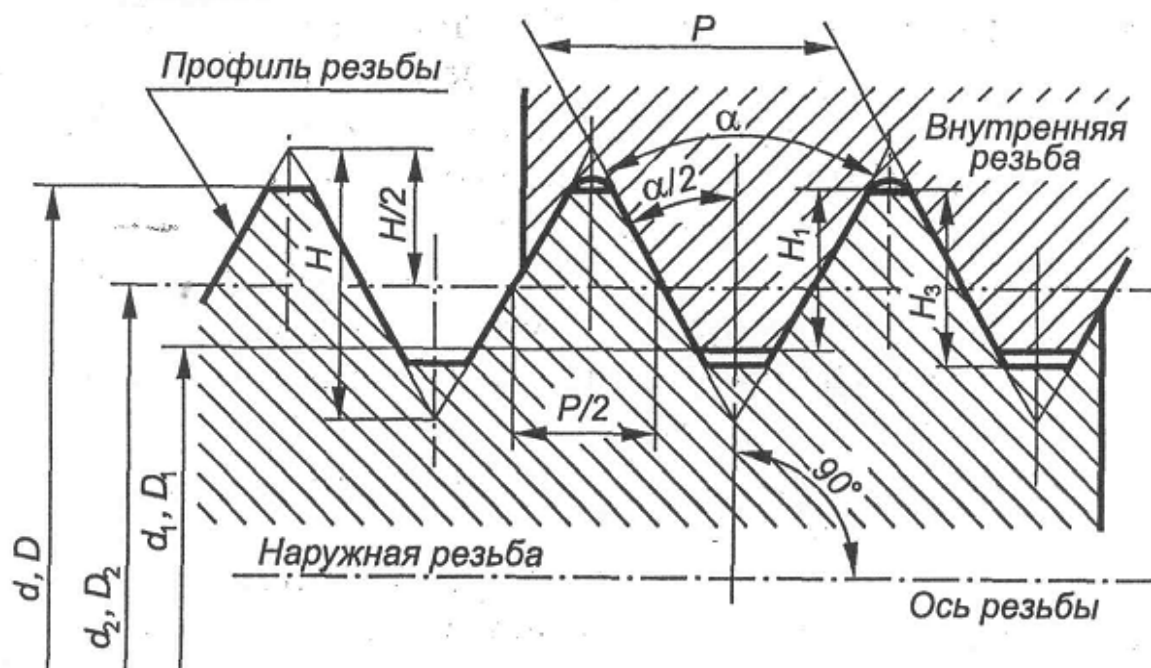 P
Профиль резьбы
α
Внутренняя
резьба
α/2
H/2
H
H₁
H₃
P/2
90°
d, D
d₂, D₂
d₁, D₁
Наружная резьба
Ось резьбы